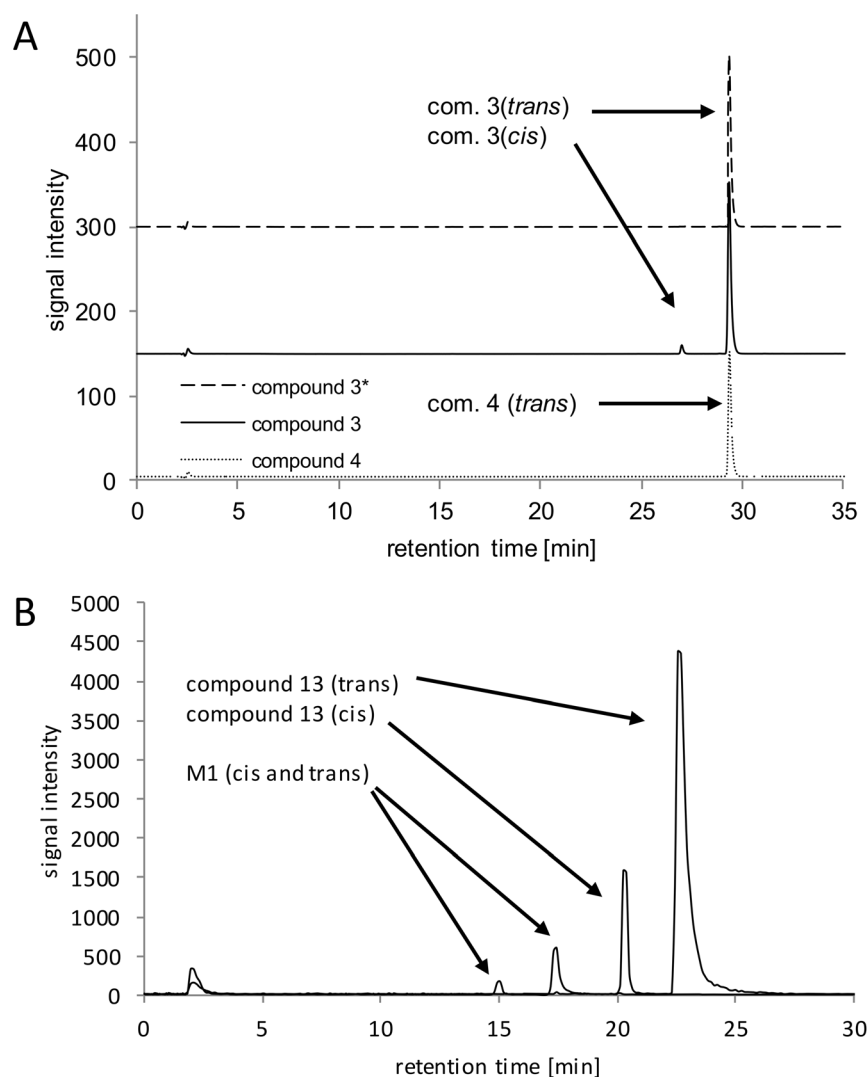 A
500
400
300
200
100
0
signal intensity
com. 3(trans)
com. 3(cis)
compound 3*
compound 3
compound 4
com. 4 (trans)
0 5 10 15 20 25 30 35
retention time [min]
B
5000
4500
4000
3500
3000
2500
2000
1500
1000
500
0
signal intensity
compound 13 (trans)
compound 13 (cis)
M1 (cis and trans)
0 5 10 15 20 25 30
retention time [min]